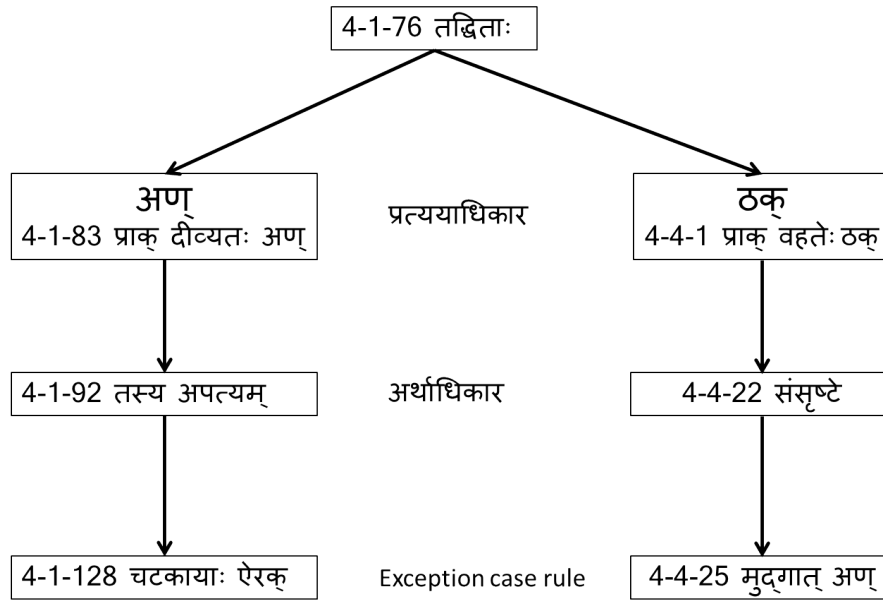 4-1-76 तद्धिताः
अण्
4-1-83 प्राक् दीव्यतः अण्
प्रत्ययाधिकार
ठक्
4-4-1 प्राक् वहतेः ठक्
4-1-92 तस्य अपत्यम्
अर्थाधिकार
4-4-22 संसृष्टे
4-1-128 चटकायाः ऐरक्
Exception case rule
4-4-25 मुद्गात् अण्